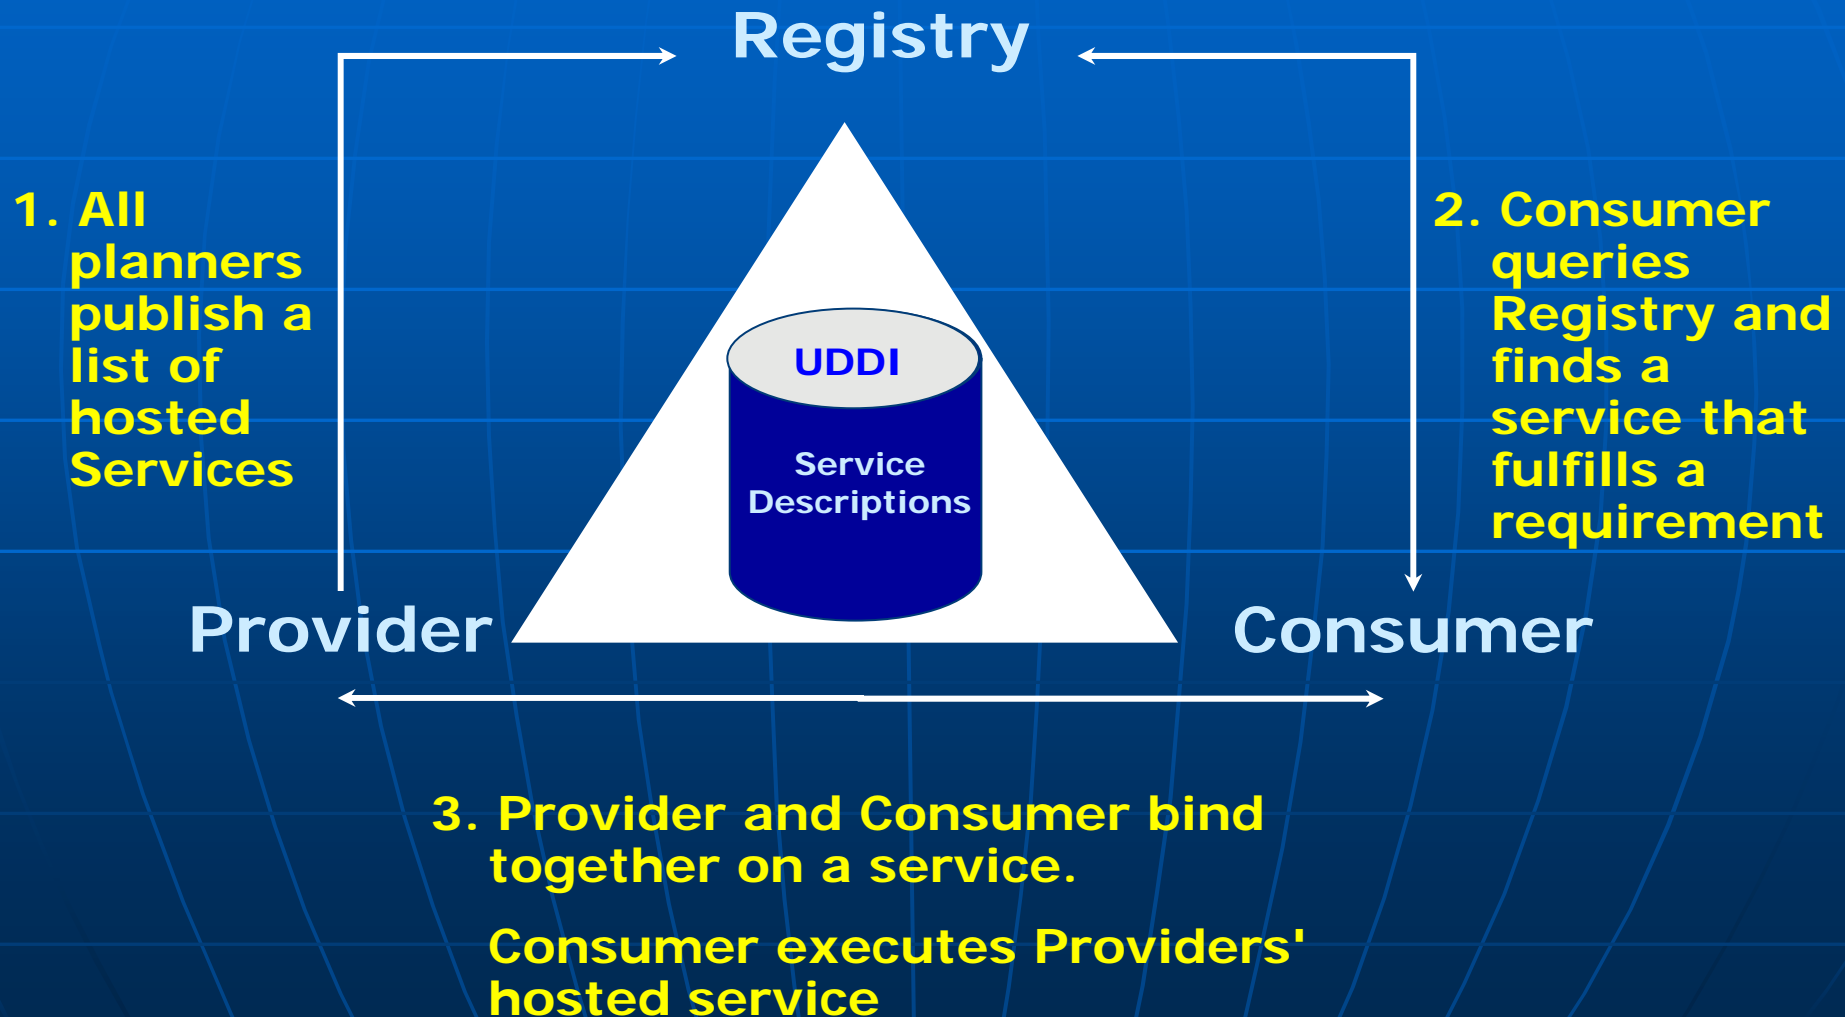 Registry
1. All
planners
publish a
list of
hosted
Services
2. Consumer
queries
Registry and
finds a
service that
fulfills a
requirement
UDDI
Service
Descriptions
Provider
Consumer
3. Provider and Consumer bind
together on a service.
Consumer executes Providers'
hosted service